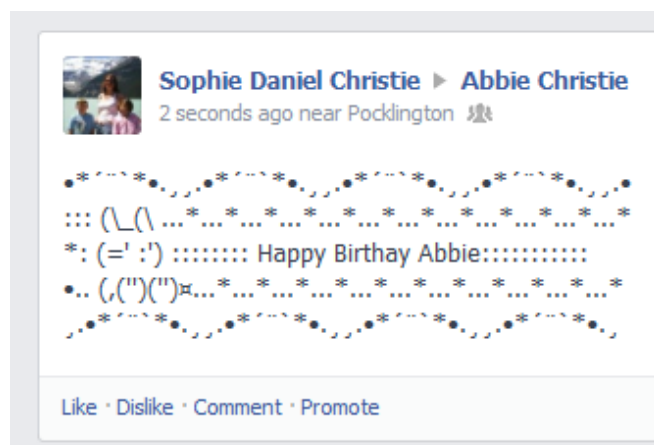 Sophie Daniel Christie ▶ Abbie Christie
2 seconds ago near Pocklington
•*´¨`*•.¸¸.•*´¨`*•.¸¸.•*´¨`*•.¸¸.•*´¨`*•.¸¸.•
::: (\_(\ ...*...*...*...*...*...*...*...*...*...*...*...*
*: (=' :') :::::::: Happy Birthay Abbie:::::::::::
•.. (,('')('')¤...*...*...*...*...*...*...*...*...*...*...*
¸.•*´¨`*•.¸¸.•*´¨`*•.¸¸.•*´¨`*•.¸¸.•*´¨`*•.¸
Like · Dislike · Comment · Promote